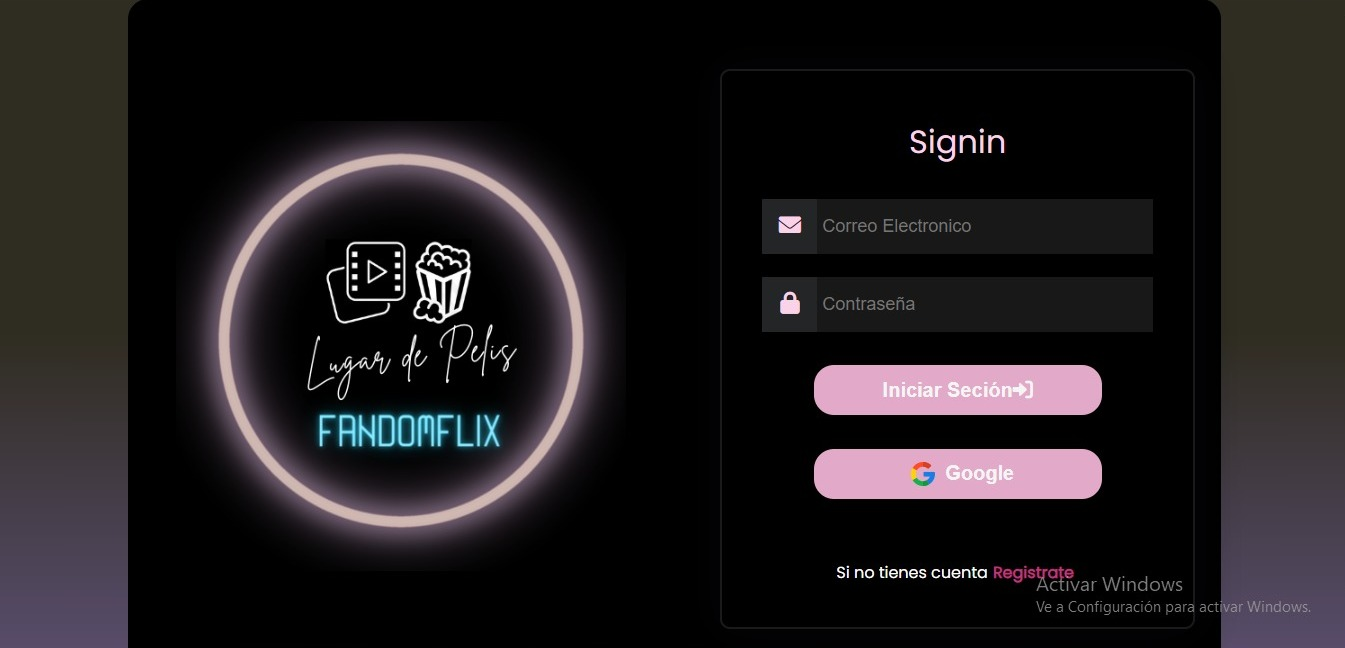 Signin
Correo Electronico
Contraseña
Lugar de Pelis
FANDOMFLIX
Iniciar Seción
Google
Si no tienes cuenta Registrate
Activar Windows
Ve a Configuración para activar Windows.